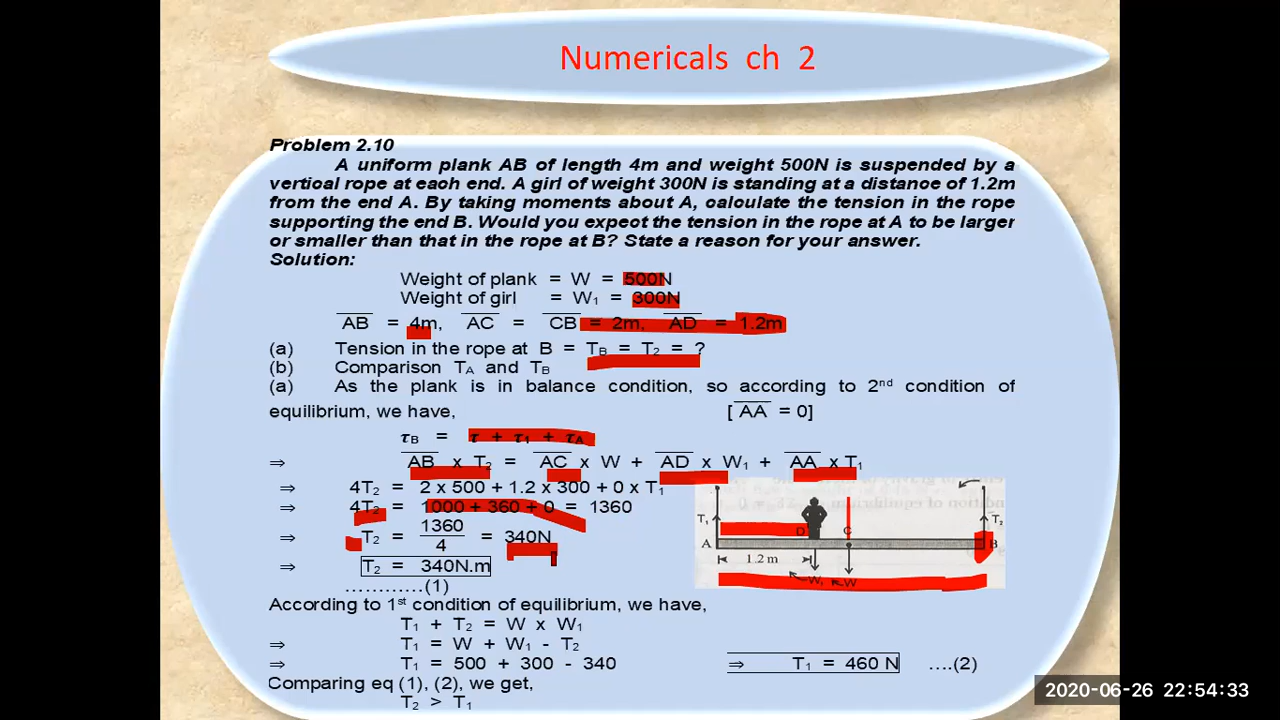 Numericals ch 2
Problem 2.10
A uniform plank AB of length 4m and weight 500N is suspended by a
vertical rope at each end. A girl of weight 300N is standing at a distance of 1.2m
from the end A. By taking moments about A, calculate the tension in the rope
supporting the end B. Would you expect the tension in the rope at A to be larger
or smaller than that in the rope at B? State a reason for your answer.
Solution:
Weight of plank = W = 500N
Weight of girl = W₁ = 300N
A̅B̅ = 4m, A̅C̅ = C̅B̅ = 2m, A̅D̅ = 1.2m
(a) Tension in the rope at B = T_B = T₂ = ?
(b) Comparison T_A and T_B
(a) As the plank is in balance condition, so according to 2ⁿᵈ condition of
equilibrium, we have, [A̅A̅ = 0]
τ_B = τ + τ₁ + τ_A
⇒ A̅B̅ x T₂ = A̅C̅ x W + A̅D̅ x W₁ + A̅A̅ x T₁
⇒ 4T₂ = 2 x 500 + 1.2 x 300 + 0 x T₁
⇒ 4T₂ = 1000 + 360 + 0 = 1360
⇒ T₂ = 1360/4 = 340N
⇒ T₂ = 340N.m
............(1)
T₁ D C T₂
A B
1.2 m
W₁ W
According to 1ˢᵗ condition of equilibrium, we have,
T₁ + T₂ = W x W₁
⇒ T₁ = W + W₁ - T₂
⇒ T₁ = 500 + 300 - 340 ⇒ T₁ = 460 N ....(2)
Comparing eq (1), (2), we get,
T₂ > T₁
2020-06-26 22:54:33